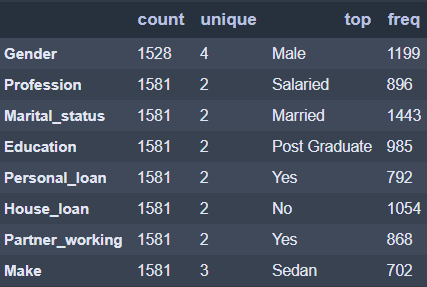 count unique top freq
Gender 1528 4 Male 1199
Profession 1581 2 Salaried 896
Marital_status 1581 2 Married 1443
Education 1581 2 Post Graduate 985
Personal_loan 1581 2 Yes 792
House_loan 1581 2 No 1054
Partner_working 1581 2 Yes 868
Make 1581 3 Sedan 702